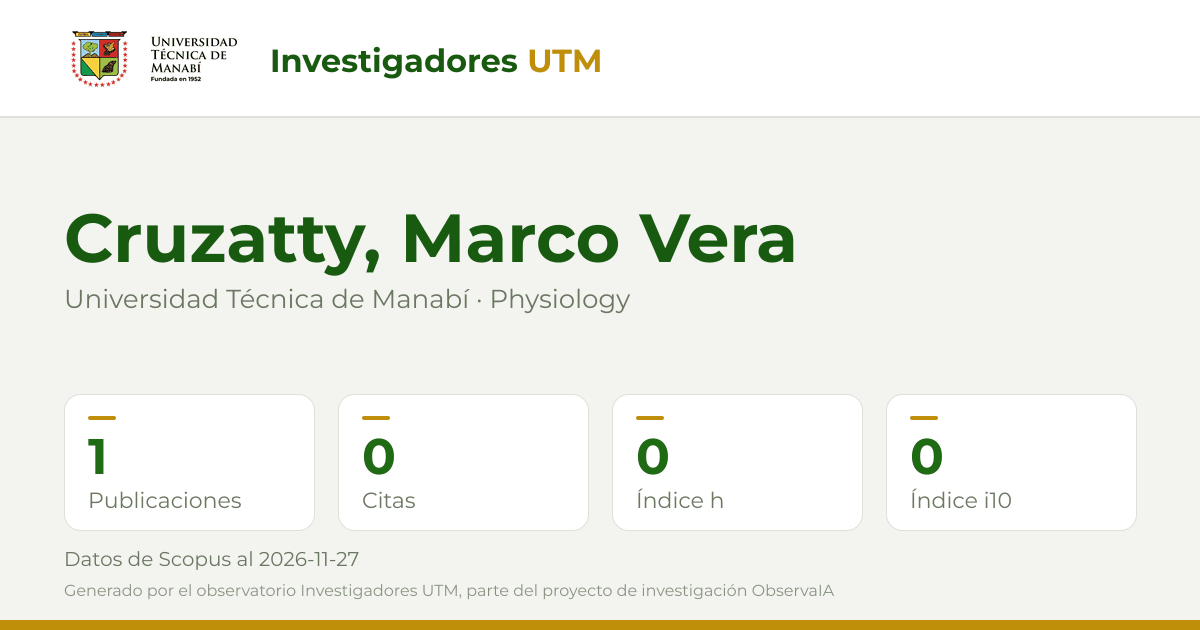 UNIVERSIDAD
TÉCNICA DE
MANABÍ
Fundada en 1952
Investigadores UTM
Cruzatty, Marco Vera
Universidad Técnica de Manabí · Physiology
1
Publicaciones
0
Citas
0
Índice h
0
Índice i10
Datos de Scopus al 2026-11-27
Generado por el observatorio Investigadores UTM, parte del proyecto de investigación ObservaIA